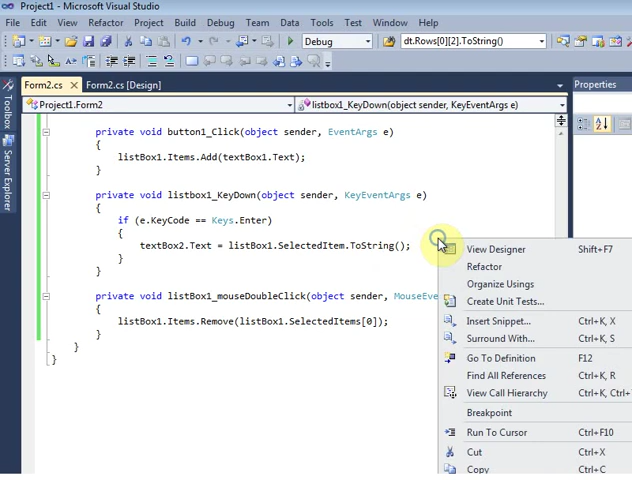 Project1 - Microsoft Visual Studio
File Edit View Refactor Project Build Debug Team Data Tools Test Window Help
Debug dt.Rows[0][2].ToString()
Form2.cs Form2.cs [Design] Properties
Project1.Form2 listbox1_KeyDown(object sender, KeyEventArgs e)
Toolbox
Server Explorer
private void button1_Click(object sender, EventArgs e)
{
listBox1.Items.Add(textBox1.Text);
}
private void listbox1_KeyDown(object sender, KeyEventArgs e)
{
if (e.KeyCode == Keys.Enter)
{
textBox2.Text = listBox1.SelectedItem.ToString();
}
}
private void listBox1_mouseDoubleClick(object sender, MouseEve
{
listBox1.Items.Remove(listBox1.SelectedItems[0]);
}
}
}
View Designer Shift+F7
Refactor
Organize Usings
Create Unit Tests...
Insert Snippet... Ctrl+K, X
Surround With... Ctrl+K, S
Go To Definition F12
Find All References Ctrl+K, R
View Call Hierarchy Ctrl+K, Ctrl+
Breakpoint
Run To Cursor Ctrl+F10
Cut Ctrl+X
Copy Ctrl+